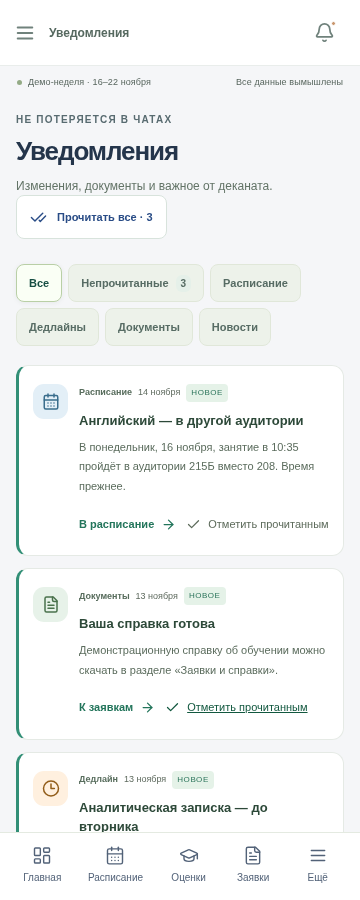 Уведомления
Демо-неделя · 16–22 ноября
Все данные вымышлены
НЕ ПОТЕРЯЕТСЯ В ЧАТАХ
Уведомления
Изменения, документы и важное от деканата.
Прочитать все · 3
Все
Непрочитанные 3
Расписание
Дедлайны
Документы
Новости
Расписание 14 ноября НОВОЕ
Английский — в другой аудитории
В понедельник, 16 ноября, занятие в 10:35
пройдёт в аудитории 215Б вместо 208. Время
прежнее.
В расписание
Отметить прочитанным
Документы 13 ноября НОВОЕ
Ваша справка готова
Демонстрационную справку об обучении можно
скачать в разделе «Заявки и справки».
К заявкам
Отметить прочитанным
Дедлайн 13 ноября НОВОЕ
Аналитическая записка — до
вторника
Главная
Расписание
Оценки
Заявки
Ещё